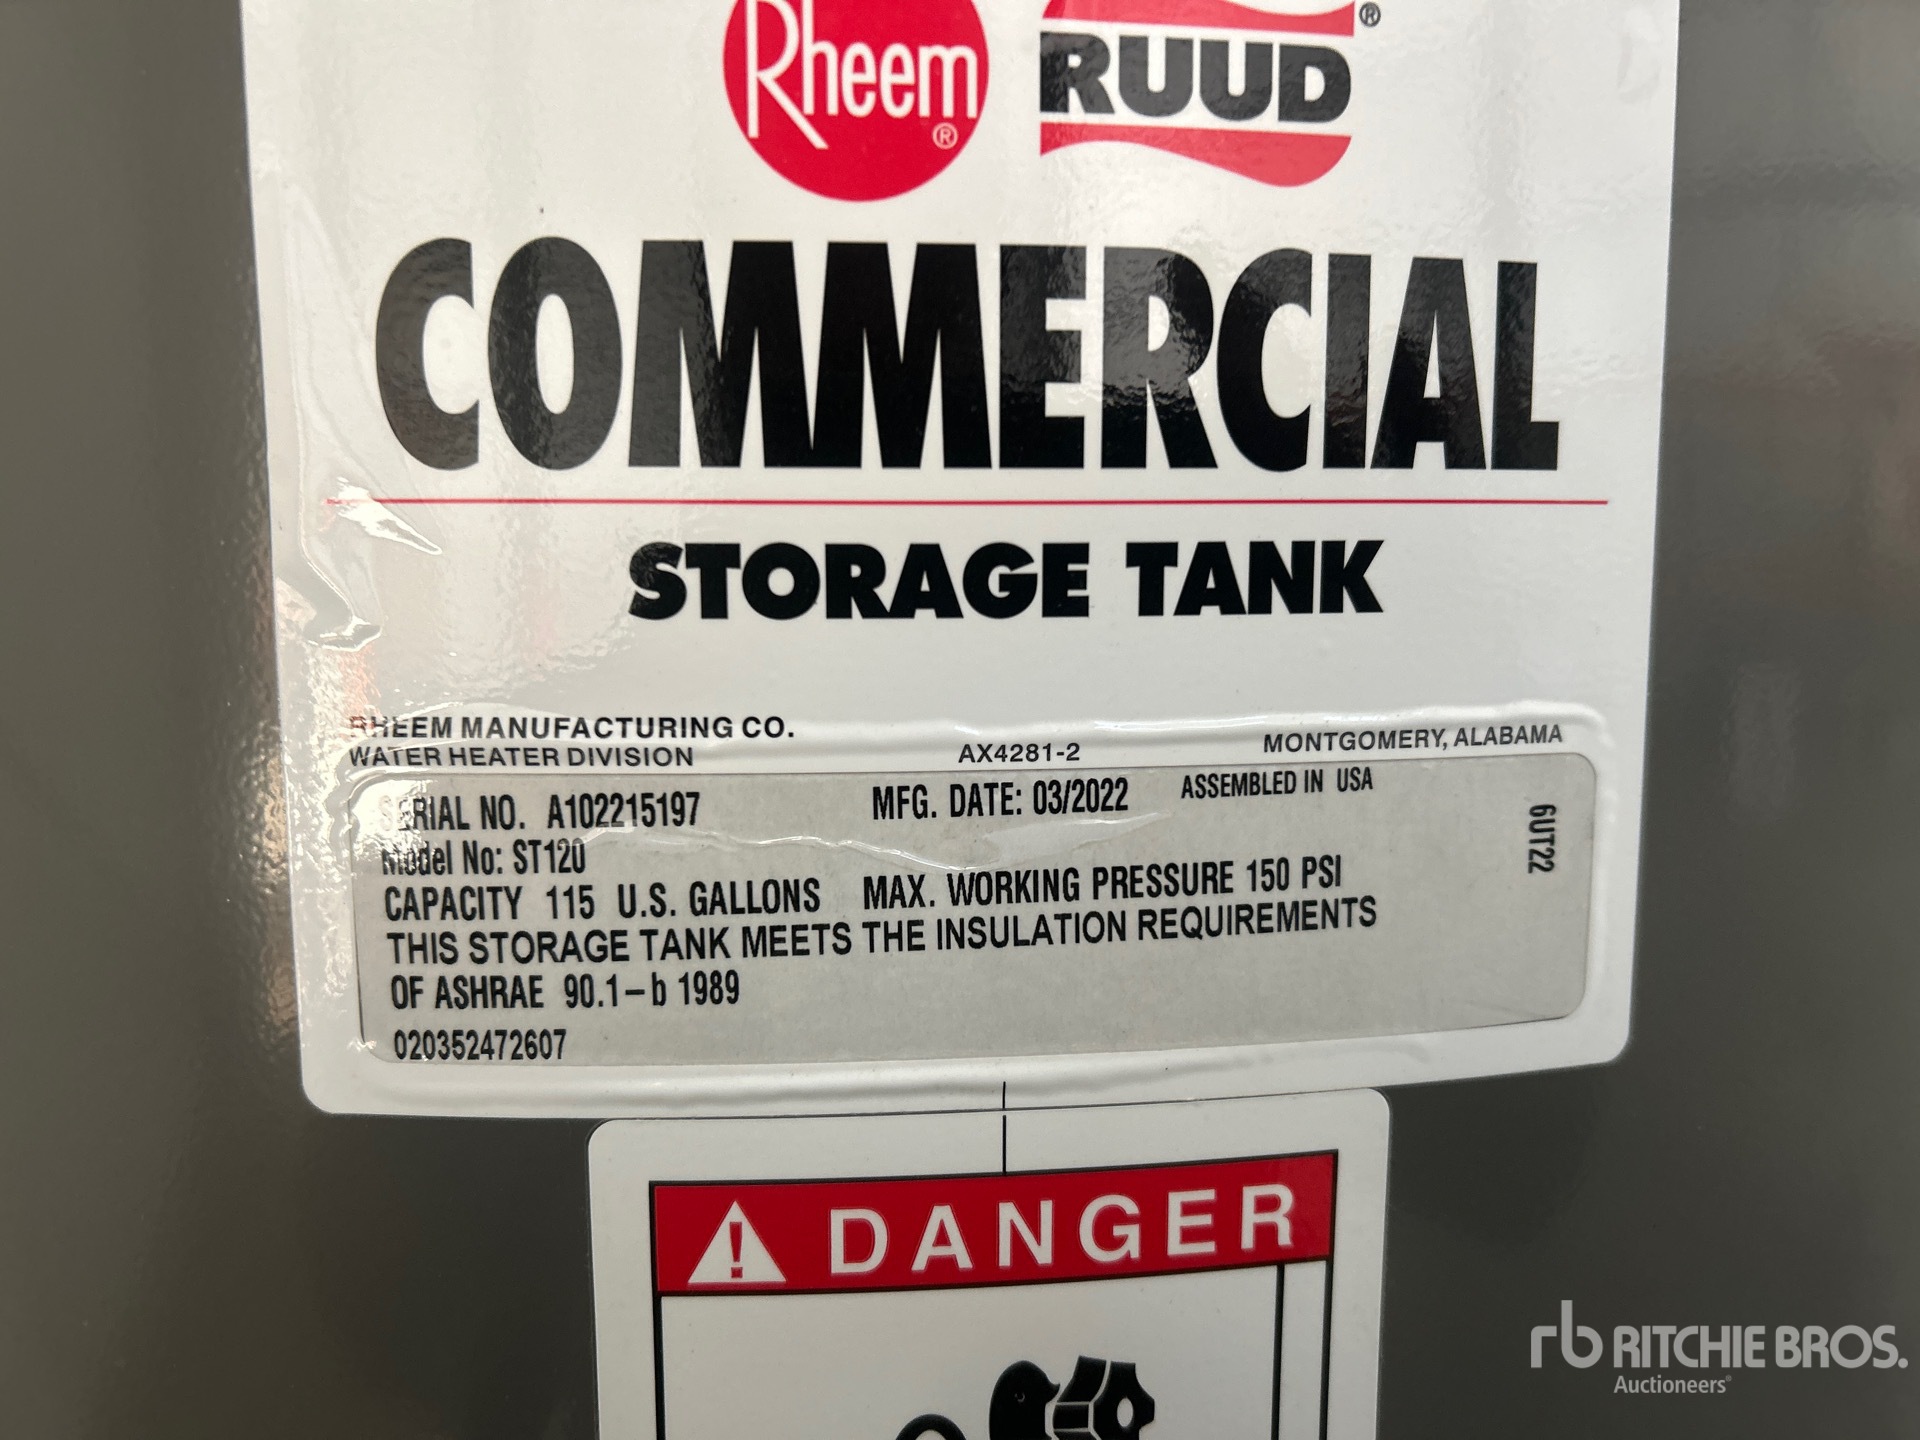 Rheem®
RUUD®
COMMERCIAL
STORAGE TANK
RHEEM MANUFACTURING CO.
WATER HEATER DIVISION
AX4281-2
MONTGOMERY, ALABAMA
SERIAL NO. A102215197
MFG. DATE: 03/2022
ASSEMBLED IN USA
Model No: ST120
CAPACITY 115 U.S. GALLONS MAX. WORKING PRESSURE 150 PSI
THIS STORAGE TANK MEETS THE INSULATION REQUIREMENTS
OF ASHRAE 90.1-b 1989
020352472607
6UT22
! DANGER
rb RITCHIE BROS.
Auctioneers®